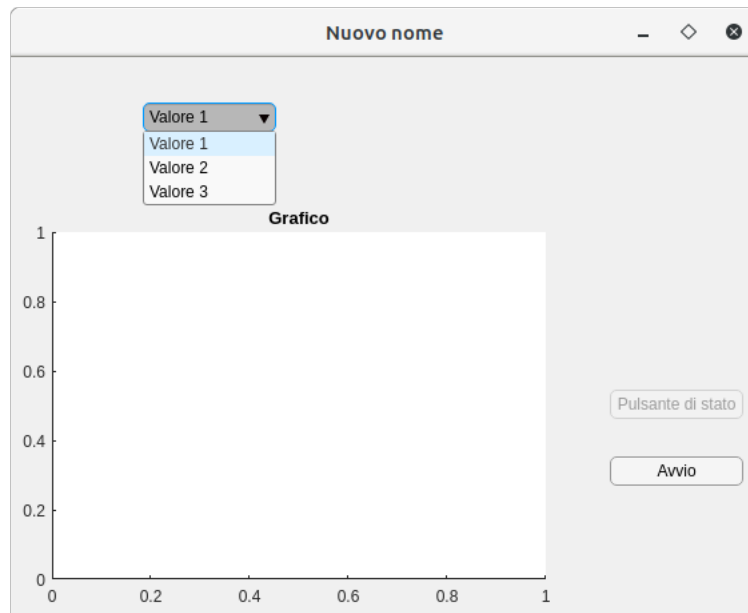 Nuovo nome
Valore 1
Valore 1
Valore 2
Valore 3
Grafico
1
0.8
0.6
0.4
0.2
0
0 0.2 0.4 0.6 0.8 1
Pulsante di stato
Avvio